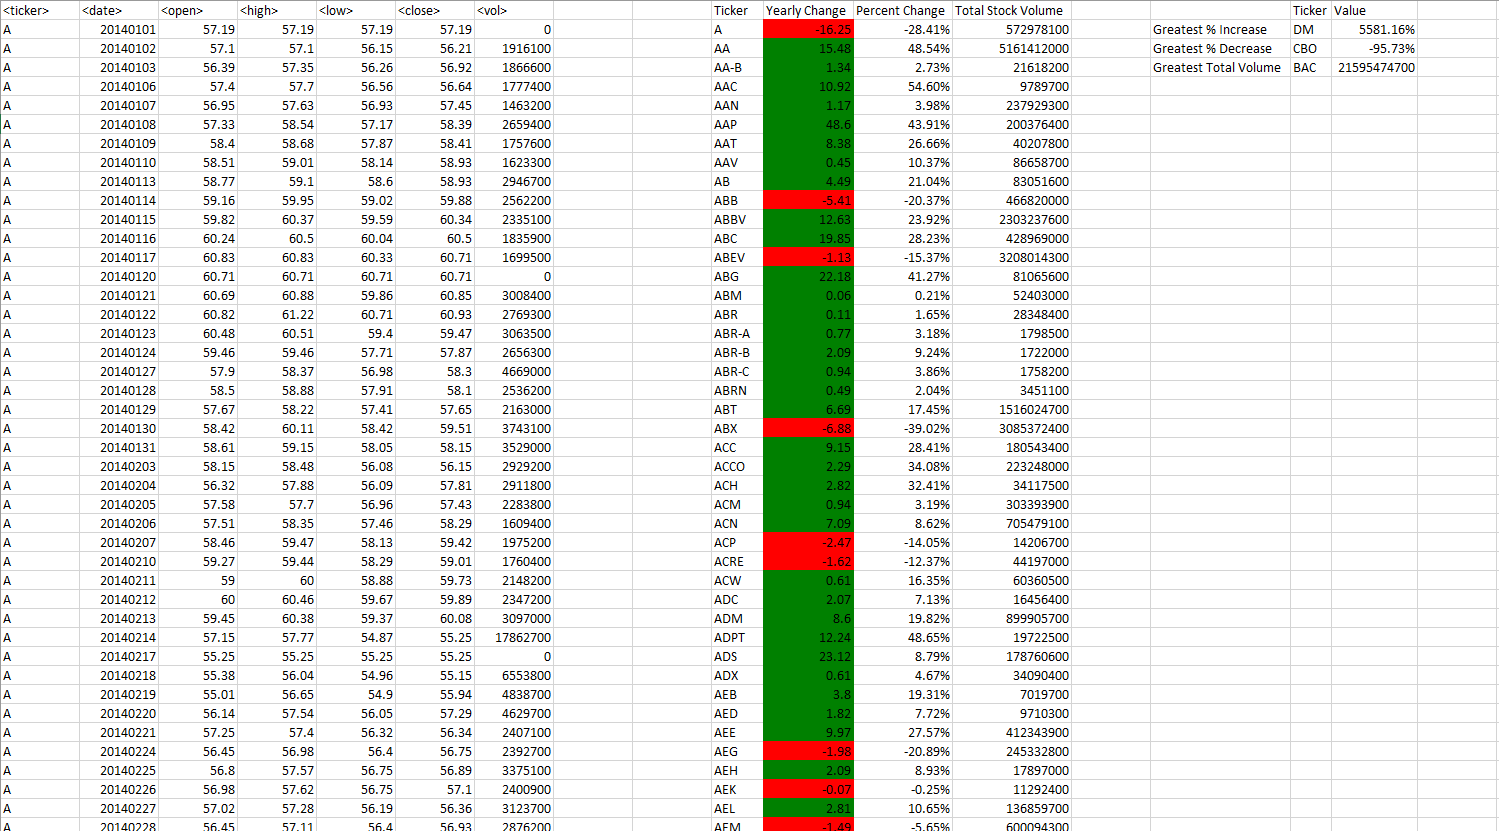 <ticker> <date> <open> <high> <low> <close> <vol> Ticker Yearly Change Percent Change Total Stock Volume Ticker Value
A 20140101 57.19 57.19 57.19 57.19 0 A -16.25 -28.41% 572978100 Greatest % Increase DM 5581.16%
A 20140102 57.1 57.1 56.15 56.21 1916100 AA 15.48 48.54% 5161412000 Greatest % Decrease CBO -95.73%
A 20140103 56.39 57.35 56.26 56.92 1866600 AA-B 1.34 2.73% 21618200 Greatest Total Volume BAC 21595474700
A 20140106 57.4 57.7 56.56 56.64 1777400 AAC 10.92 54.60% 9789700
A 20140107 56.95 57.63 56.93 57.45 1463200 AAN 1.17 3.98% 237929300
A 20140108 57.33 58.54 57.17 58.39 2659400 AAP 48.6 43.91% 200376400
A 20140109 58.4 58.68 57.87 58.41 1757600 AAT 8.38 26.66% 40207800
A 20140110 58.51 59.01 58.14 58.93 1623300 AAV 0.45 10.37% 86658700
A 20140113 58.77 59.1 58.6 58.93 2946700 AB 4.49 21.04% 83051600
A 20140114 59.16 59.95 59.02 59.88 2562200 ABB -5.41 -20.37% 466820000
A 20140115 59.82 60.37 59.59 60.34 2335100 ABBV 12.63 23.92% 2303237600
A 20140116 60.24 60.5 60.04 60.5 1835900 ABC 19.85 28.23% 428969000
A 20140117 60.83 60.83 60.33 60.71 1699500 ABEV -1.13 -15.37% 3208014300
A 20140120 60.71 60.71 60.71 60.71 0 ABG 22.18 41.27% 81065600
A 20140121 60.69 60.88 59.86 60.85 3008400 ABM 0.06 0.21% 52403000
A 20140122 60.82 61.22 60.71 60.93 2769300 ABR 0.11 1.65% 28348400
A 20140123 60.48 60.51 59.4 59.47 3063500 ABR-A 0.77 3.18% 1798500
A 20140124 59.46 59.46 57.71 57.87 2656300 ABR-B 2.09 9.24% 1722000
A 20140127 57.9 58.37 56.98 58.3 4669000 ABR-C 0.94 3.86% 1758200
A 20140128 58.5 58.88 57.91 58.1 2536200 ABRN 0.49 2.04% 3451100
A 20140129 57.67 58.22 57.41 57.65 2163000 ABT 6.69 17.45% 1516024700
A 20140130 58.42 60.11 58.42 59.51 3743100 ABX -6.88 -39.02% 3085372400
A 20140131 58.61 59.15 58.05 58.15 3529000 ACC 9.15 28.41% 180543400
A 20140203 58.15 58.48 56.08 56.15 2929200 ACCO 2.29 34.08% 223248000
A 20140204 56.32 57.88 56.09 57.81 2911800 ACH 2.82 32.41% 34117500
A 20140205 57.58 57.7 56.96 57.43 2283800 ACM 0.94 3.19% 303393900
A 20140206 57.51 58.35 57.46 58.29 1609400 ACN 7.09 8.62% 705479100
A 20140207 58.46 59.47 58.13 59.42 1975200 ACP -2.47 -14.05% 14206700
A 20140210 59.27 59.44 58.29 59.01 1760400 ACRE -1.62 -12.37% 44197000
A 20140211 59 60 58.88 59.73 2148200 ACW 0.61 16.35% 60360500
A 20140212 60 60.46 59.67 59.89 2347200 ADC 2.07 7.13% 16456400
A 20140213 59.45 60.38 59.37 60.08 3097000 ADM 8.6 19.82% 899905700
A 20140214 57.15 57.77 54.87 55.25 17862700 ADPT 12.24 48.65% 19722500
A 20140217 55.25 55.25 55.25 55.25 0 ADS 23.12 8.79% 178760600
A 20140218 55.38 56.04 54.96 55.15 6553800 ADX 0.61 4.67% 34090400
A 20140219 55.01 56.65 54.9 55.94 4838700 AEB 3.8 19.31% 7019700
A 20140220 56.14 57.54 56.05 57.29 4629700 AED 1.82 7.72% 9710300
A 20140221 57.25 57.4 56.32 56.34 2407100 AEE 9.97 27.57% 412343900
A 20140224 56.45 56.98 56.4 56.75 2392700 AEG -1.98 -20.89% 245332800
A 20140225 56.8 57.57 56.75 56.89 3375100 AEH 2.09 8.93% 17897000
A 20140226 56.98 57.62 56.75 57.1 2400900 AEK -0.07 -0.25% 11292400
A 20140227 57.02 57.28 56.19 56.36 3123700 AEL 2.81 10.65% 136859700
A 20140228 56.45 57.11 56.4 56.93 2876200 AEM -1.49 -5.65% 600094300